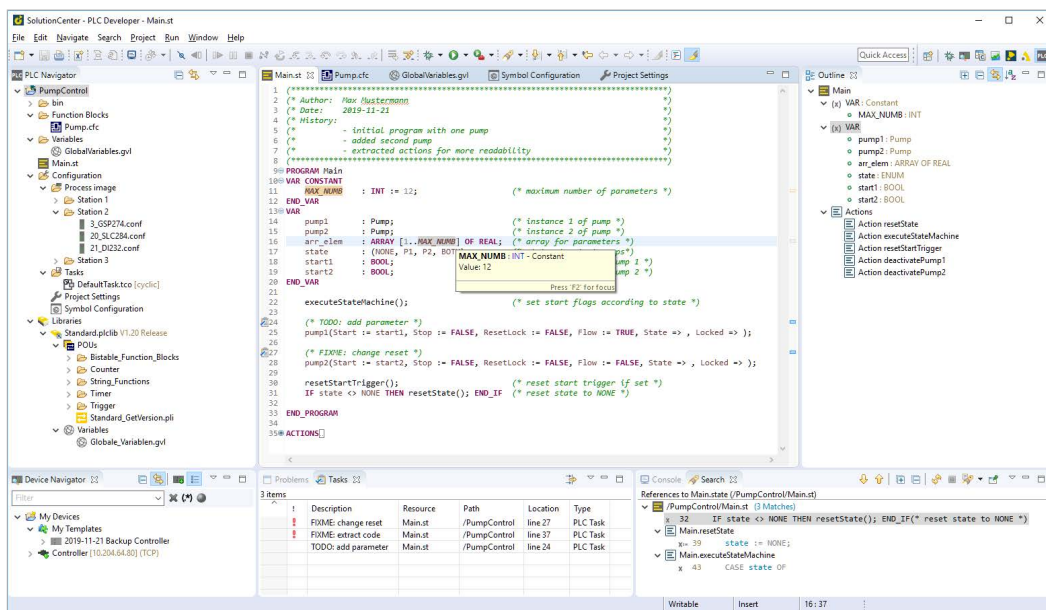 SolutionCenter - PLC Developer - Main.st
File Edit Navigate Search Project Run Window Help
Quick Access
PLC Navigator
PumpControl
bin
Function Blocks
Pump.cfc
Variables
GlobalVariables.gvl
Main.st
Configuration
Process image
Station 1
Station 2
3_GSP274.conf
20_SLC284.conf
21_DI232.conf
Station 3
Tasks
DefaultTask.tco [cyclic]
Project Settings
Symbol Configuration
Libraries
Standard.plclib V1.20 Release
POUs
Bistable_Function_Blocks
Counter
String_Functions
Timer
Trigger
Standard_GetVersion.pli
Variables
Globale_Variablen.gvl
Main.st Pump.cfc GlobalVariables.gvl Symbol Configuration Project Settings
1 (*****************************************************************)
2 (* Author: Max Mustermann *)
3 (* Date: 2019-11-21 *)
4 (* History: *)
5 (* - initial program with one pump *)
6 (* - added second pump *)
7 (* - extracted actions for more readability *)
8 (*****************************************************************)
9 PROGRAM Main
10 VAR CONSTANT
11 MAX_NUMB : INT := 12; (* maximum number of parameters *)
12 END_VAR
13 VAR
14 pump1 : Pump; (* instance 1 of pump *)
15 pump2 : Pump; (* instance 2 of pump *)
16 arr_elem : ARRAY [1..MAX_NUMB] OF REAL; (* array for parameters *)
17 state : (NONE, P1, P2, BOT ps*)
18 start1 : BOOL; ump 1 *)
19 start2 : BOOL; ump 2 *)
MAX_NUMB : INT - Constant
Value: 12
Press 'F2' for focus
20 END_VAR
21
22 executeStateMachine(); (* set start flags according to state *)
23
24 (* TODO: add parameter *)
25 pump1(Start := start1, Stop := FALSE, ResetLock := FALSE, Flow := TRUE, State => , Locked => );
26
27 (* FIXME: change reset *)
28 pump2(Start := start2, Stop := FALSE, ResetLock := FALSE, Flow := FALSE, State => , Locked => );
29
30 resetStartTrigger(); (* reset start trigger if set *)
31 IF state <> NONE THEN resetState(); END_IF (* reset state to NONE *)
32
33 END_PROGRAM
34
35 ACTIONS
Outline
Main
(x) VAR : Constant
MAX_NUMB : INT
(x) VAR
pump1 : Pump
pump2 : Pump
arr_elem : ARRAY OF REAL
state : ENUM
start1 : BOOL
start2 : BOOL
Actions
Action resetState
Action executeStateMachine
Action resetStartTrigger
Action deactivatePump1
Action deactivatePump2
Device Navigator
Filter
My Devices
My Templates
2019-11-21 Backup Controller
Controller [10.204.64.80] (TCP)
Problems Tasks
3 items
! Description Resource Path Location Type
! FIXME: change reset Main.st /PumpControl line 27 PLC Task
! FIXME: extract code Main.st /PumpControl line 37 PLC Task
TODO: add parameter Main.st /PumpControl line 24 PLC Task
Console Search
References to Main.state (/PumpControl/Main.st)
/PumpControl/Main.st (3 Matches)
x 32 IF state <> NONE THEN resetState(); END_IF(* reset state to NONE *)
Main.resetState
x= 39 state := NONE;
Main.executeStateMachine
x 43 CASE state OF
Writable Insert 16 : 37